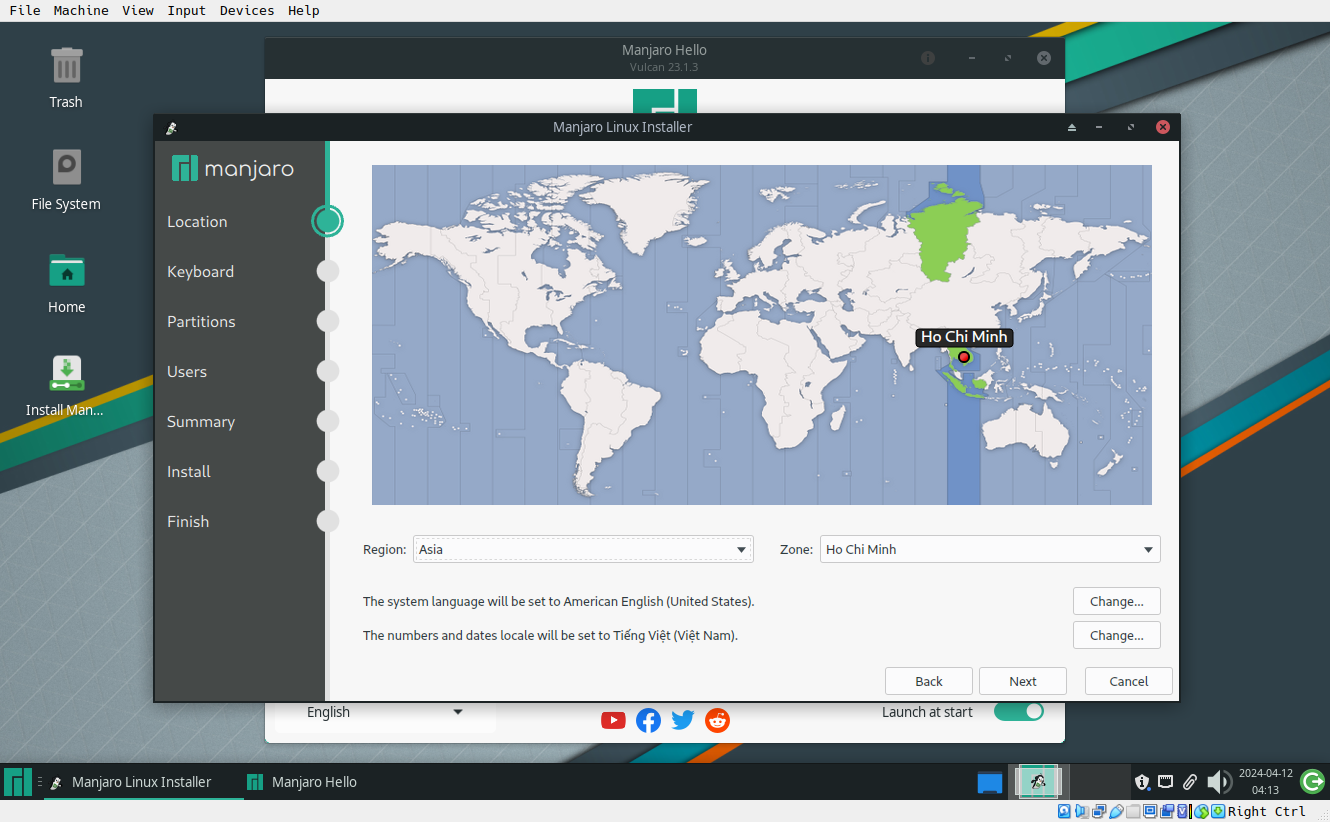 File Machine View Input Devices Help
Trash
File System
Home
Install Man...
Manjaro Hello
Vulcan 23.1.3
Manjaro Linux Installer
manjaro
Location
Keyboard
Partitions
Users
Summary
Install
Finish
Ho Chi Minh
Region: Asia
Zone: Ho Chi Minh
The system language will be set to American English (United States).
Change...
The numbers and dates locale will be set to Tiếng Việt (Việt Nam).
Change...
Back
Next
Cancel
English
Launch at start
Manjaro Linux Installer
Manjaro Hello
2024-04-12
04:13
Right Ctrl